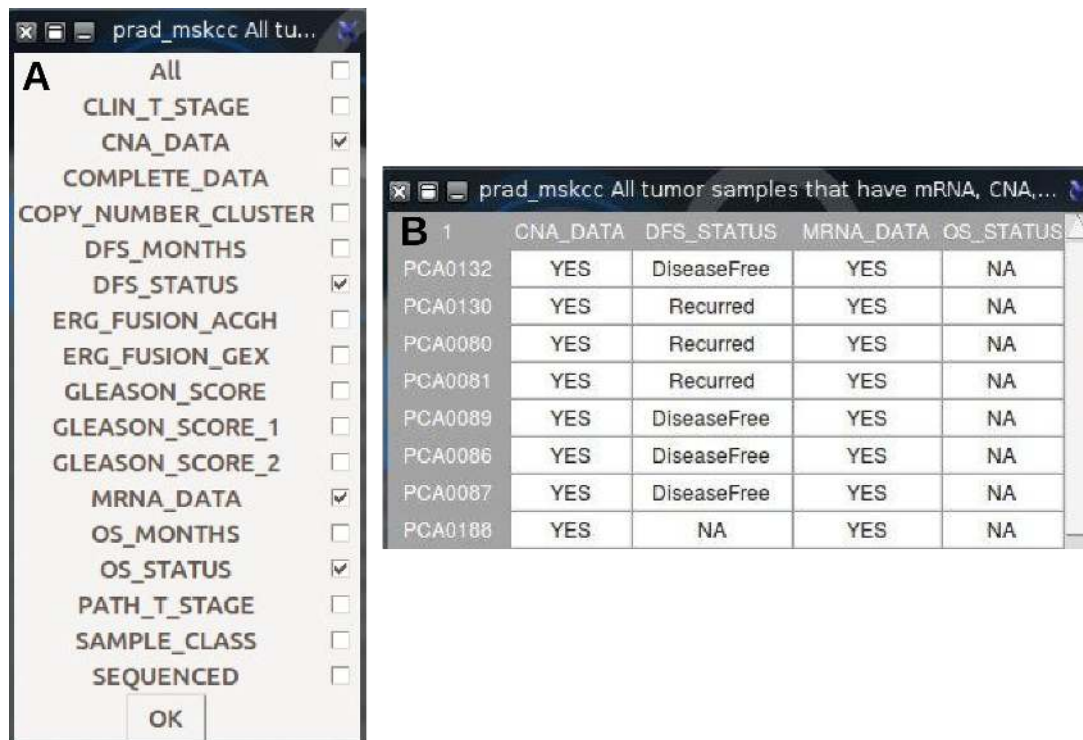 prad_mskcc All tu...
A
All
CLIN_T_STAGE
CNA_DATA
COMPLETE_DATA
COPY_NUMBER_CLUSTER
DFS_MONTHS
DFS_STATUS
ERG_FUSION_ACGH
ERG_FUSION_GEX
GLEASON_SCORE
GLEASON_SCORE_1
GLEASON_SCORE_2
MRNA_DATA
OS_MONTHS
OS_STATUS
PATH_T_STAGE
SAMPLE_CLASS
SEQUENCED
OK
prad_mskcc All tumor samples that have mRNA, CNA,...
B 1 CNA_DATA DFS_STATUS MRNA_DATA OS_STATUS
PCA0132 YES DiseaseFree YES NA
PCA0130 YES Recurred YES NA
PCA0080 YES Recurred YES NA
PCA0081 YES Recurred YES NA
PCA0089 YES DiseaseFree YES NA
PCA0086 YES DiseaseFree YES NA
PCA0087 YES DiseaseFree YES NA
PCA0188 YES NA YES NA